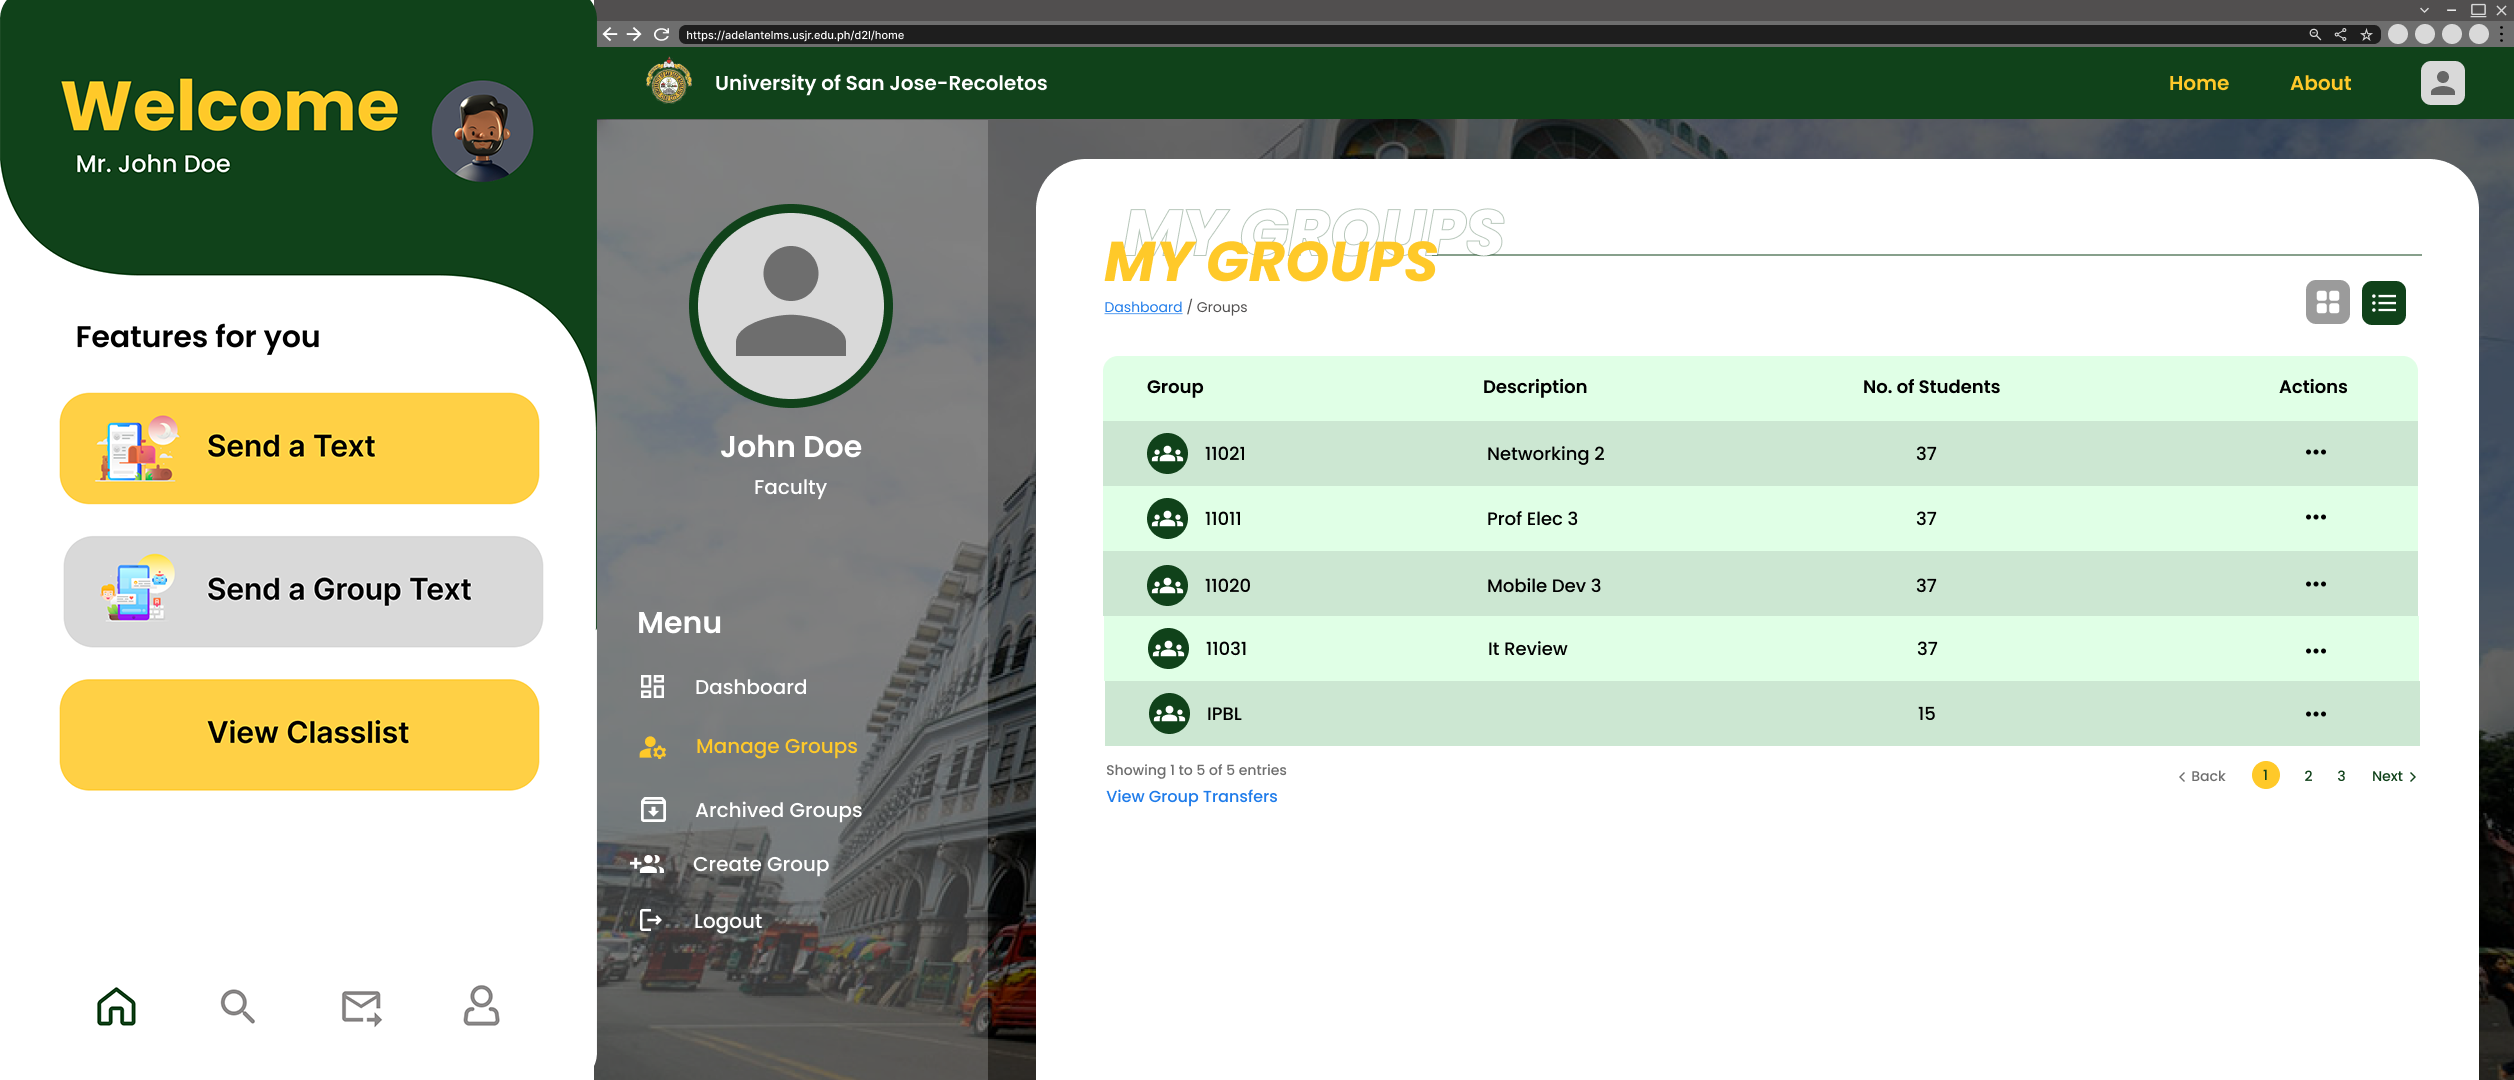 Welcome
Mr. John Doe
Features for you
Send a Text
Send a Group Text
View Classlist
https://adelantelms.usjr.edu.ph/d2l/home
University of San Jose-Recoletos
Home
About
John Doe
Faculty
Menu
Dashboard
Manage Groups
Archived Groups
Create Group
Logout
MY GROUPS
MY GROUPS
Dashboard / Groups
Group Description No. of Students Actions
11021 Networking 2 37
11011 Prof Elec 3 37
11020 Mobile Dev 3 37
11031 It Review 37
IPBL 15
Showing 1 to 5 of 5 entries
View Group Transfers
< Back 1 2 3 Next >